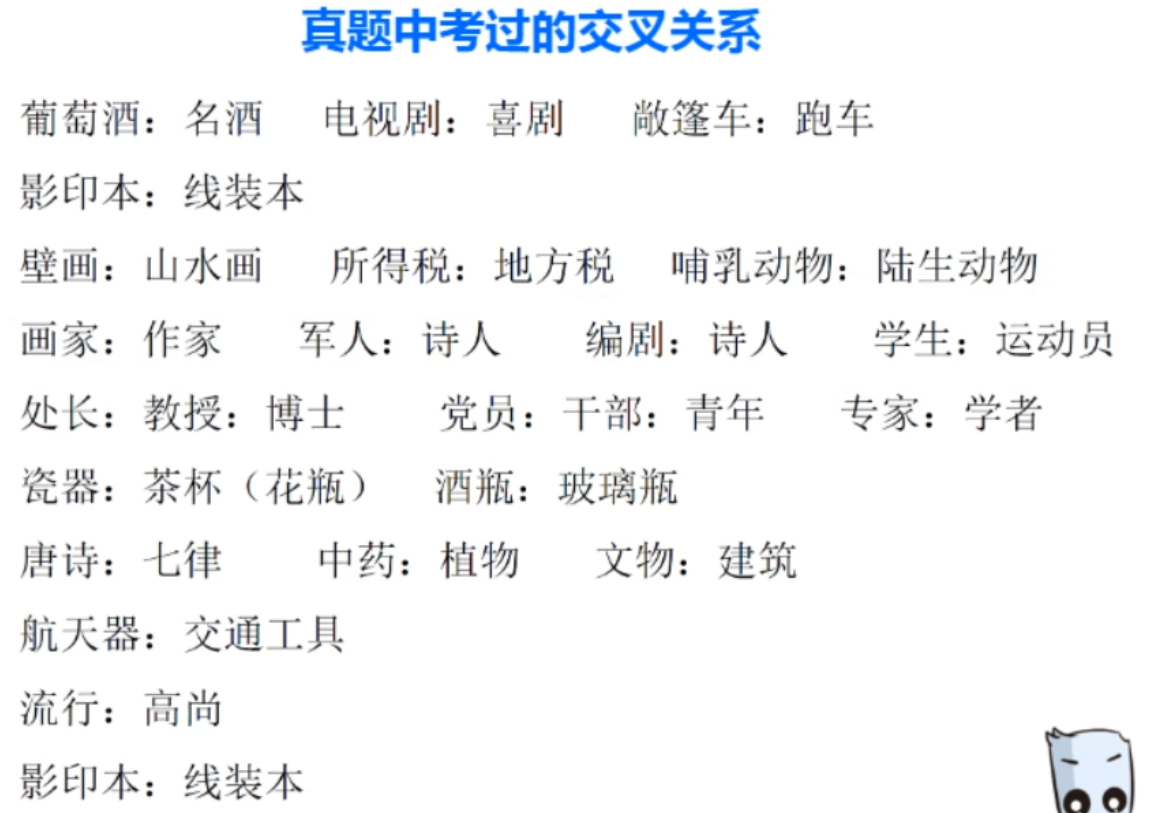 真题中考过的交叉关系
葡萄酒：名酒 电视剧：喜剧 敞篷车：跑车
影印本：线装本
壁画：山水画 所得税：地方税 哺乳动物：陆生动物
画家：作家 军人：诗人 编剧：诗人 学生：运动员
处长：教授：博士 党员：干部：青年 专家：学者
瓷器：茶杯（花瓶） 酒瓶：玻璃瓶
唐诗：七律 中药：植物 文物：建筑
航天器：交通工具
流行：高尚
影印本：线装本